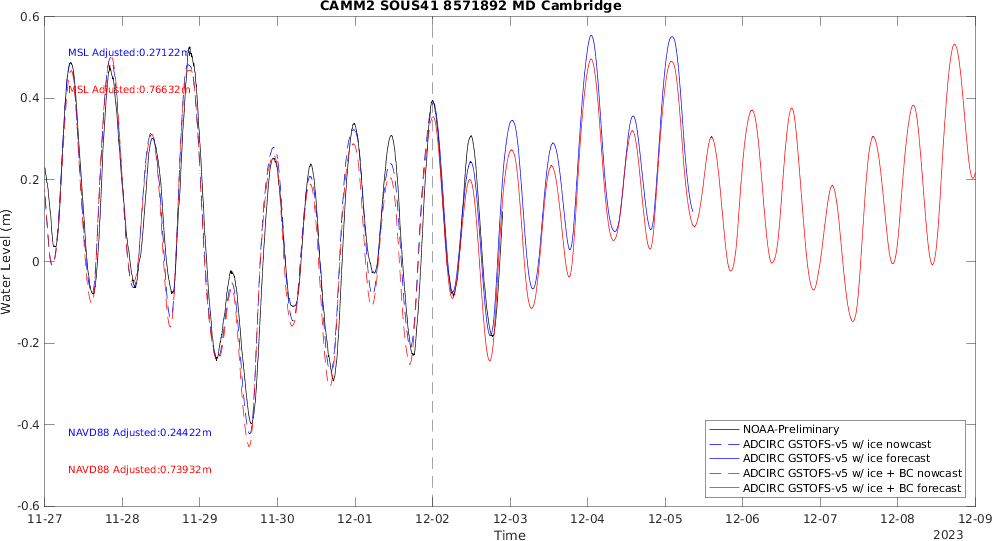 CAMM2 SOUS41 8571892 MD Cambridge
0.6
0.4
0.2
0
-0.2
-0.4
-0.6
Water Level (m)
MSL Adjusted:0.27122m
MSL Adjusted:0.76632m
NAVD88 Adjusted:0.24422m
NAVD88 Adjusted:0.73932m
NOAA-Preliminary
ADCIRC GSTOFS-v5 w/ ice nowcast
ADCIRC GSTOFS-v5 w/ ice forecast
ADCIRC GSTOFS-v5 w/ ice + BC nowcast
ADCIRC GSTOFS-v5 w/ ice + BC forecast
11-27 11-28 11-29 11-30 12-01 12-02 12-03 12-04 12-05 12-06 12-07 12-08 12-09
Time
2023